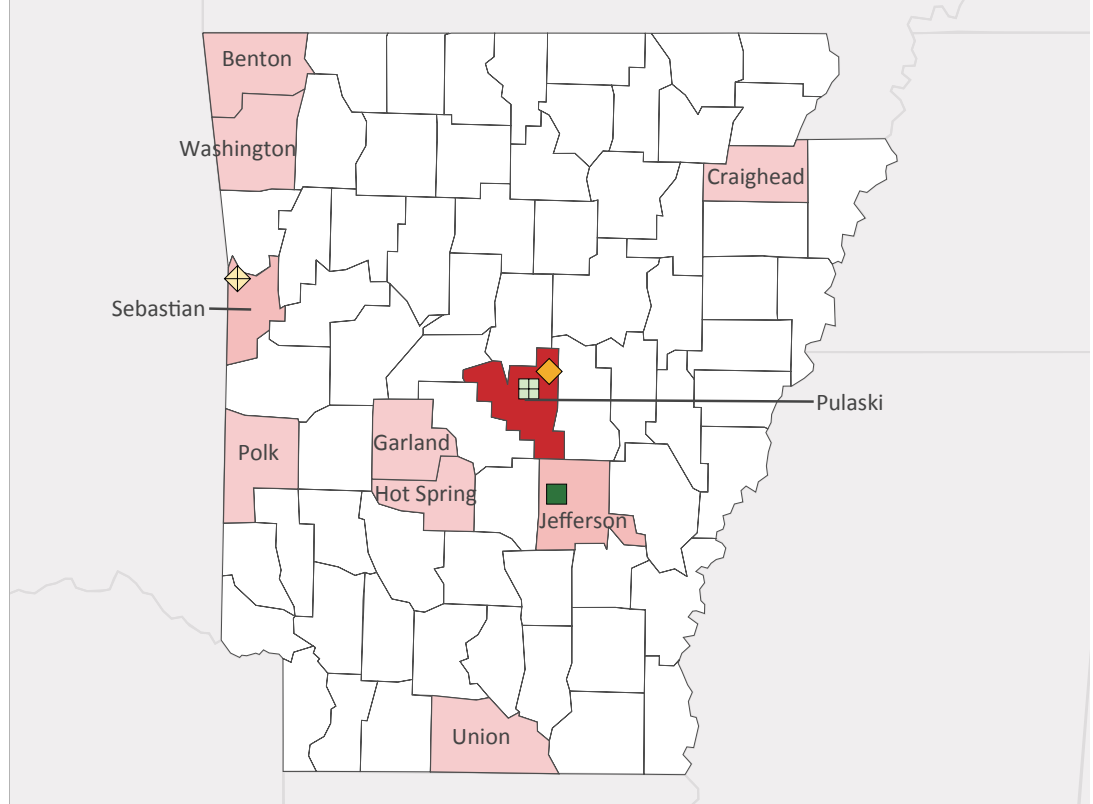 Benton
Washington
Craighead
Sebastian
Pulaski
Garland
Polk
Hot Spring
Jefferson
Union